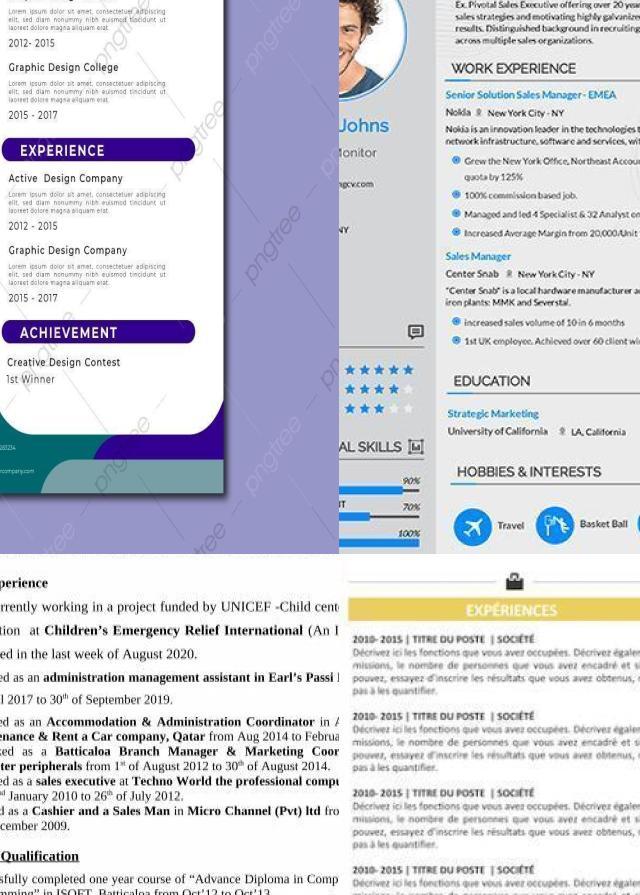 Lorem ipsum dolor sit amet, consectetuer adipiscing
elit, sed diam nonummy nibh euismod tincidunt ut
laoreet dolore magna aliquam erat.
2012- 2015
Graphic Design College
Lorem ipsum dolor sit amet, consectetuer adipiscing
elit, sed diam nonummy nibh euismod tincidunt ut
laoreet dolore magna aliquam erat.
2015 - 2017
EXPERIENCE
Active Design Company
Lorem ipsum dolor sit amet, consectetuer adipiscing
elit, sed diam nonummy nibh euismod tincidunt ut
laoreet dolore magna aliquam erat.
2012 - 2015
Graphic Design Company
Lorem ipsum dolor sit amet, consectetuer adipiscing
elit, sed diam nonummy nibh euismod tincidunt ut
laoreet dolore magna aliquam erat.
2015 - 2017
ACHIEVEMENT
Creative Design Contest
1st Winner
rcompany.com
pngtree
Ex. Pivotal Sales Executive offering over 20 year
sales strategies and motivating highly galvanize
results. Distinguished background in recruiting
across multiple sales organizations.
WORK EXPERIENCE
Senior Solution Sales Manager - EMEA
Nokia New York City - NY
Nokia is an innovation leader in the technologies t
network infrastructure, software and services, wit
Grew the New York Office, Northeast Accou
quota by 125%
100% commission based job.
Managed and led 4 Specialist & 32 Analyst on
Increased Average Margin from 20,000/Unit
Sales Manager
Center Snab New York City - NY
"Center Snab" is a local hardware manufacturer a
iron plants: MMK and Severstal.
increased sales volume of 10 in 6 months
1st UK employee. Achieved over 60 client wi
EDUCATION
Strategic Marketing
University of California LA, California
HOBBIES & INTERESTS
Travel Basket Ball
Johns
Monitor
ngcv.com
NY
AL SKILLS
90%
70%
100%
perience
rrently working in a project funded by UNICEF -Child cent
tion at Children's Emergency Relief International (An I
ed in the last week of August 2020.
ed as an administration management assistant in Earl's Passi
l 2017 to 30th of September 2019.
ed as an Accommodation & Administration Coordinator in A
enance & Rent a Car company, Qatar from Aug 2014 to Februa
ked as a Batticaloa Branch Manager & Marketing Coor
ter peripherals from 1st of August 2012 to 30th of August 2014.
ed as a sales executive at Techno World the professional compu
nd January 2010 to 26th of July 2012.
d as a Cashier and a Sales Man in Micro Channel (Pvt) ltd fro
cember 2009.
Qualification
sfully completed one year course of "Advance Diploma in Comp
mming" in ISOFT, Batticaloa from Oct'12 to Oct'13
EXPÉRIENCES
2010- 2015 | TITRE DU POSTE | SOCIÉTÉ
Décrivez ici les fonctions que vous avez occupées. Décrivez égaler
missions, le nombre de personnes que vous avez encadré et si
pouvez, essayez d'inscrire les résultats que vous avez obtenus,
pas à les quantifier.
2010- 2015 | TITRE DU POSTE | SOCIÉTÉ
Décrivez ici les fonctions que vous avez occupées. Décrivez égaler
missions, le nombre de personnes que vous avez encadré et si
pouvez, essayez d'inscrire les résultats que vous avez obtenus,
pas à les quantifier.
2010- 2015 | TITRE DU POSTE | SOCIÉTÉ
Décrivez ici les fonctions que vous avez occupées. Décrivez égaler
missions, le nombre de personnes que vous avez encadré et si
pouvez, essayez d'inscrire les résultats que vous avez obtenus,
pas à les quantifier.
2010- 2015 | TITRE DU POSTE | SOCIÉTÉ
Décrivez ici les fonctions que vous avez occupées. Décrivez égaler